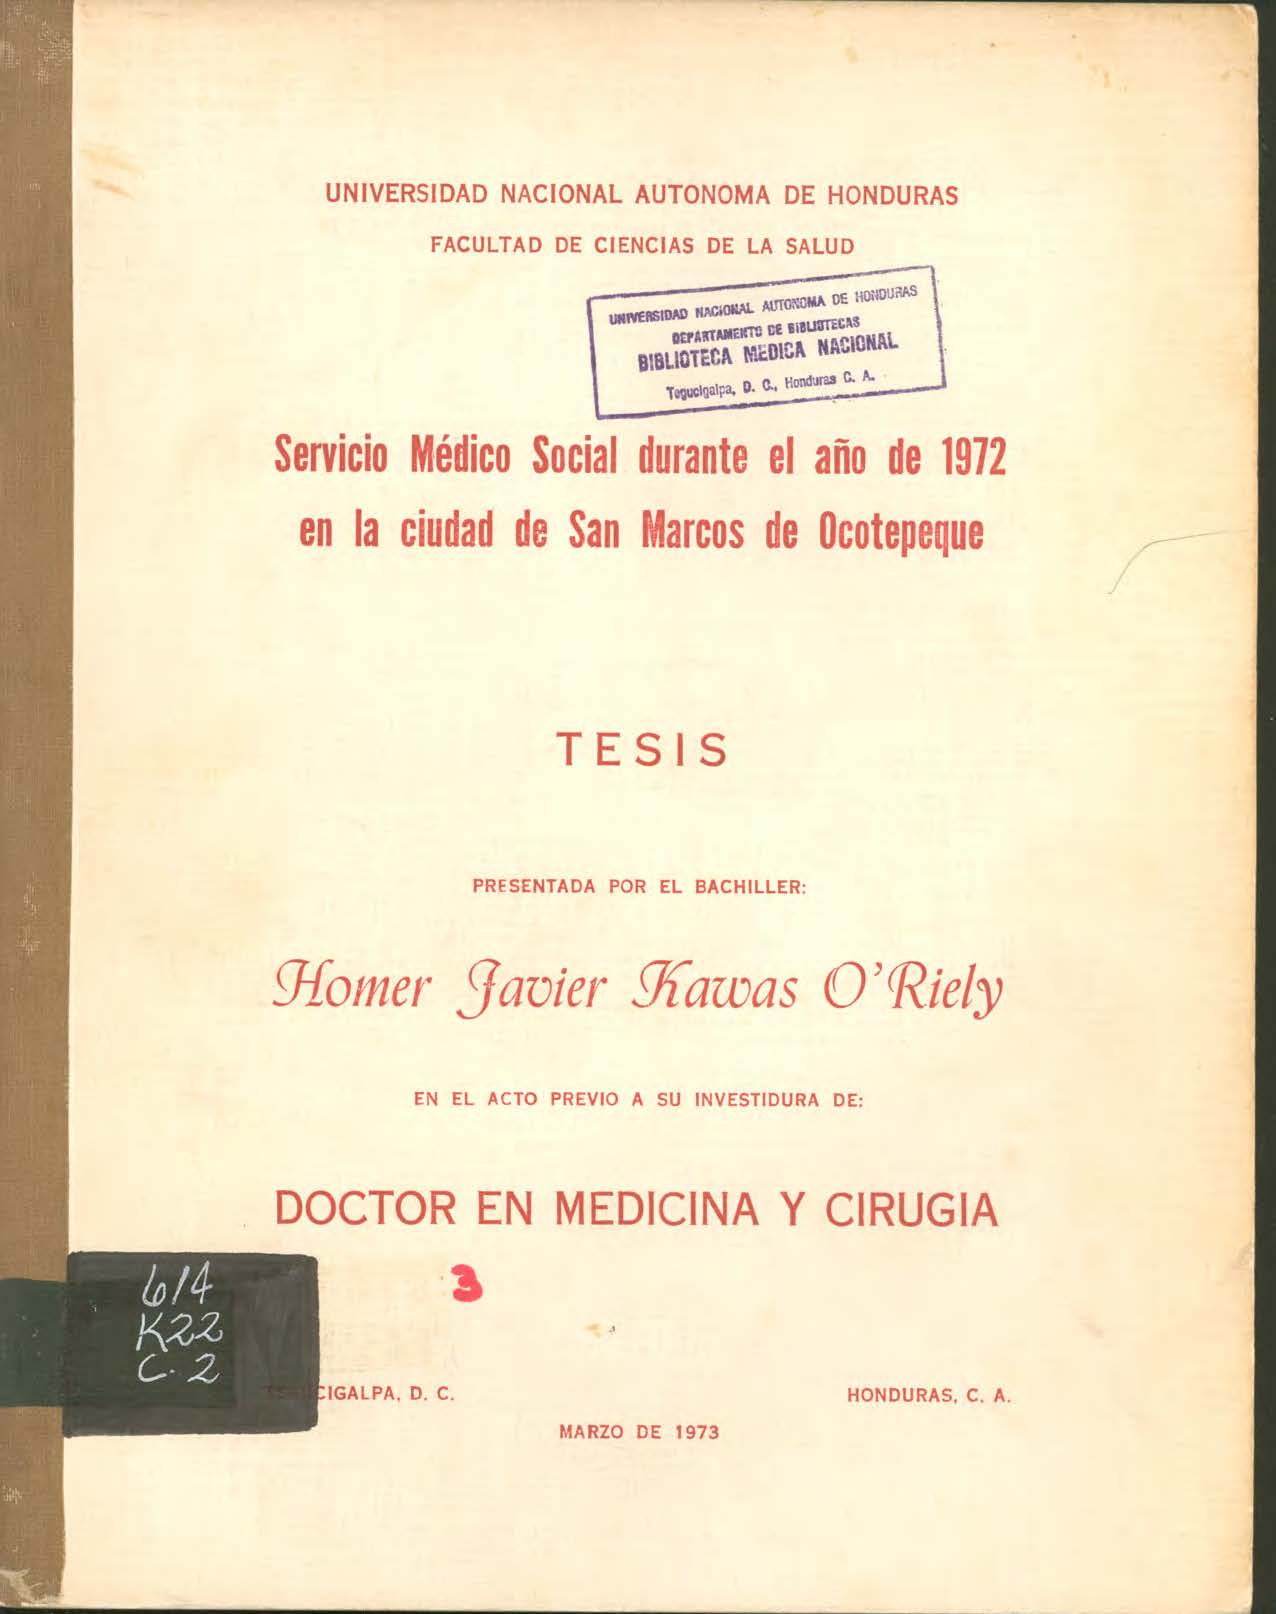 UNIVERSIDAD NACIONAL AUTONOMA DE HONDURAS
FACULTAD DE CIENCIAS DE LA SALUD
UNIVERSIDAD NACIONAL AUTONOMA DE HONDURAS
DEPARTAMENTO DE BIBLIOTECAS
BIBLIOTECA MEDICA NACIONAL
Tegucigalpa, D. C., Honduras C. A.
Servicio Médico Social durante el año de 1972
en la ciudad de San Marcos de Ocotepeque
TESIS
PRESENTADA POR EL BACHILLER:
Homer Javier Kawas O'Riely
EN EL ACTO PREVIO A SU INVESTIDURA DE:
DOCTOR EN MEDICINA Y CIRUGIA
3
614
K22
C. 2
TEGUCIGALPA, D. C. HONDURAS, C. A.
MARZO DE 1973